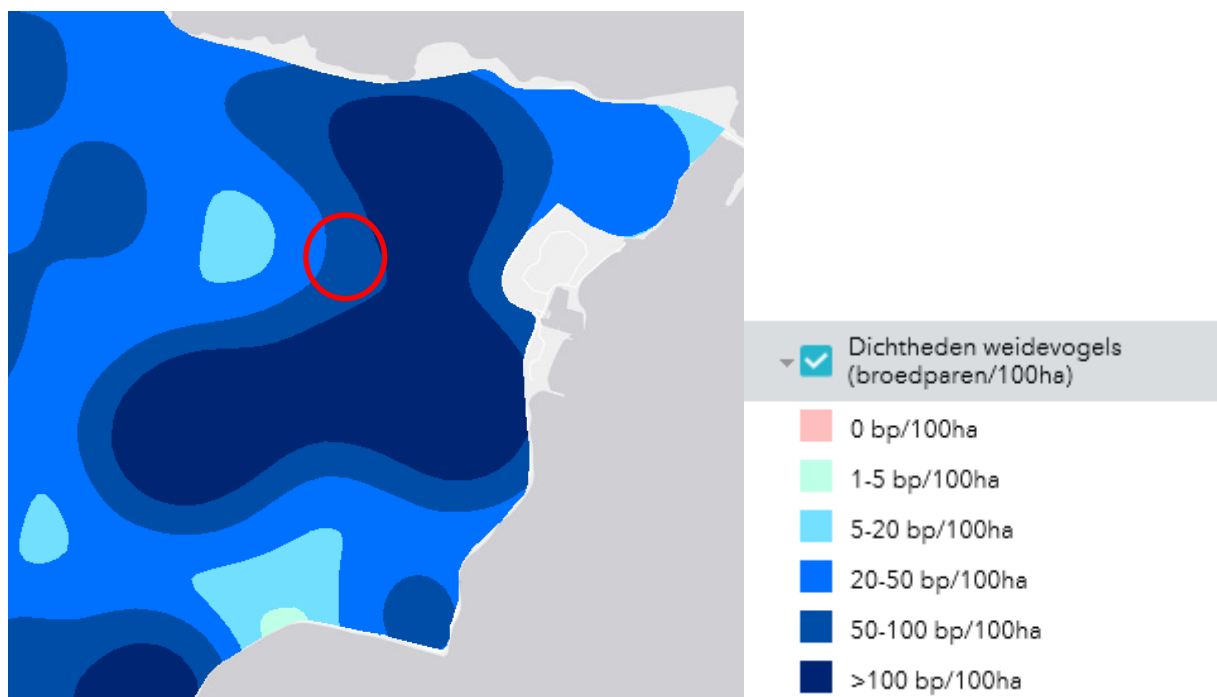 Dichtheden weidevogels
(broedparen/100ha)
0 bp/100ha
1-5 bp/100ha
5-20 bp/100ha
20-50 bp/100ha
50-100 bp/100ha
>100 bp/100ha